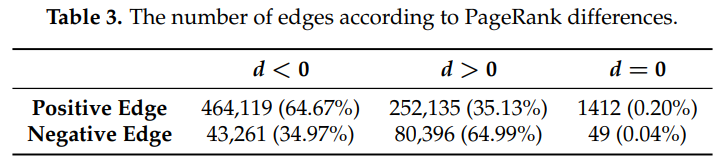 Table 3. The number of edges according to PageRank differences.
d < 0 d > 0 d = 0
Positive Edge 464,119 (64.67%) 252,135 (35.13%) 1412 (0.20%)
Negative Edge 43,261 (34.97%) 80,396 (64.99%) 49 (0.04%)